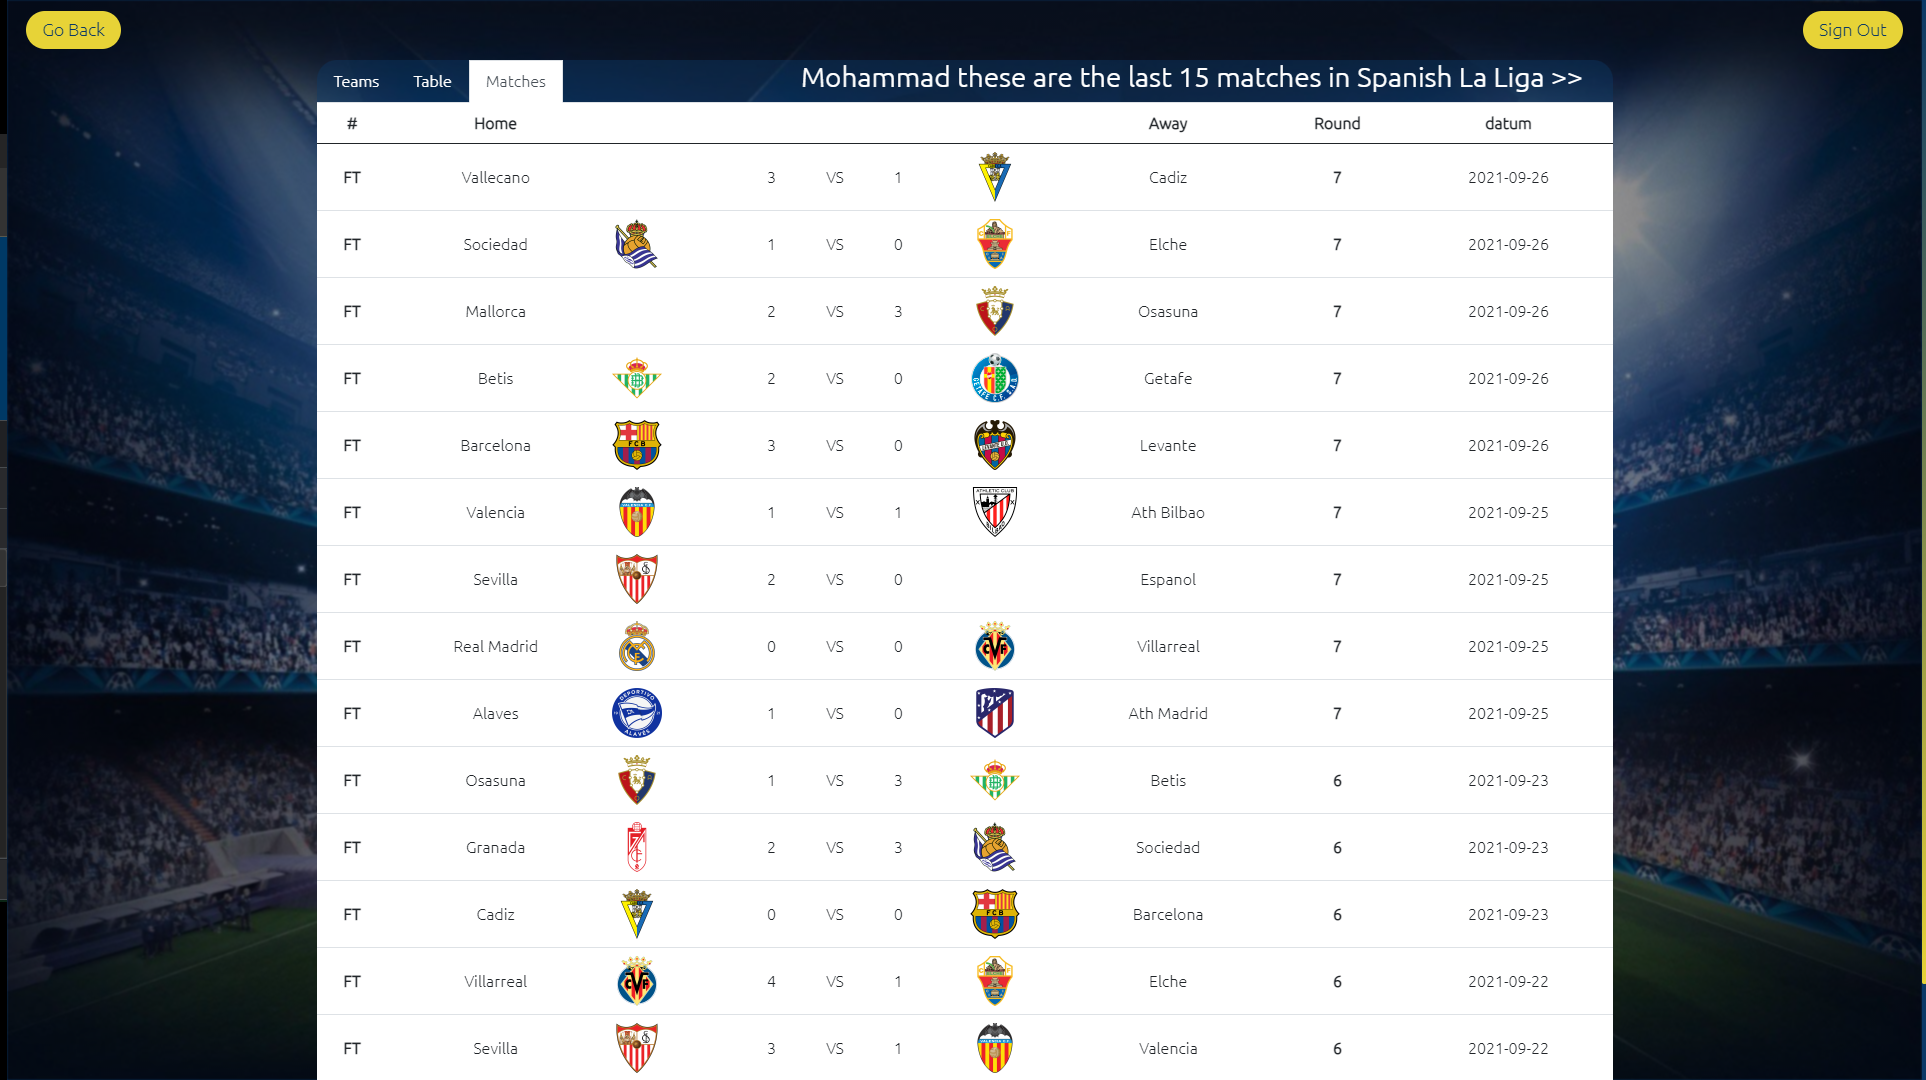 Go Back
Sign Out
Teams Table Matches Mohammad these are the last 15 matches in Spanish La Liga >>
# Home Away Round datum
FT Vallecano 3 VS 1 Cadiz 7 2021-09-26
FT Sociedad 1 VS 0 Elche 7 2021-09-26
FT Mallorca 2 VS 3 Osasuna 7 2021-09-26
FT Betis 2 VS 0 Getafe 7 2021-09-26
FT Barcelona 3 VS 0 Levante 7 2021-09-26
FT Valencia 1 VS 1 Ath Bilbao 7 2021-09-25
FT Sevilla 2 VS 0 Espanol 7 2021-09-25
FT Real Madrid 0 VS 0 Villarreal 7 2021-09-25
FT Alaves 1 VS 0 Ath Madrid 7 2021-09-25
FT Osasuna 1 VS 3 Betis 6 2021-09-23
FT Granada 2 VS 3 Sociedad 6 2021-09-23
FT Cadiz 0 VS 0 Barcelona 6 2021-09-23
FT Villarreal 4 VS 1 Elche 6 2021-09-22
FT Sevilla 3 VS 1 Valencia 6 2021-09-22